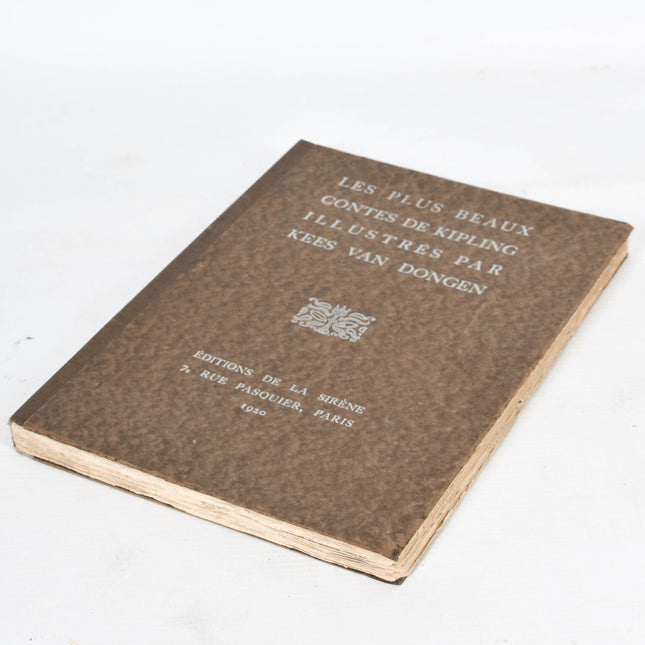 LES PLUS BEAUX
CONTES DE KIPLING
ILLUSTRÉS PAR
KEES VAN DONGEN
ÉDITIONS DE LA SIRÈNE
7, RUE PASQUIER, PARIS
1920